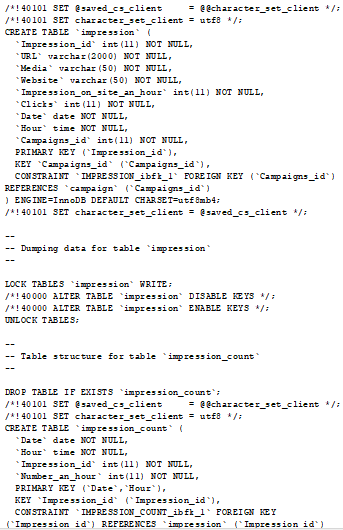 /*!40101 SET @saved_cs_client     = @@character_set_client */;
/*!40101 SET character_set_client = utf8 */;
CREATE TABLE `impression` (
  `Impression_id` int(11) NOT NULL,
  `URL` varchar(2000) NOT NULL,
  `Media` varchar(50) NOT NULL,
  `Website` varchar(50) NOT NULL,
  `Impression_on_site_an_hour` int(11) NOT NULL,
  `Clicks` int(11) NOT NULL,
  `Date` date NOT NULL,
  `Hour` time NOT NULL,
  `Campaigns_id` int(11) NOT NULL,
  PRIMARY KEY (`Impression_id`),
  KEY `Campaigns_id` (`Campaigns_id`),
  CONSTRAINT `IMPRESSION_ibfk_1` FOREIGN KEY (`Campaigns_id`)
REFERENCES `campaign` (`Campaigns_id`)
) ENGINE=InnoDB DEFAULT CHARSET=utf8mb4;
/*!40101 SET character_set_client = @saved_cs_client */;
--
-- Dumping data for table `impression`
--
LOCK TABLES `impression` WRITE;
/*!40000 ALTER TABLE `impression` DISABLE KEYS */;
/*!40000 ALTER TABLE `impression` ENABLE KEYS */;
UNLOCK TABLES;
--
-- Table structure for table `impression_count`
--
DROP TABLE IF EXISTS `impression_count`;
/*!40101 SET @saved_cs_client     = @@character_set_client */;
/*!40101 SET character_set_client = utf8 */;
CREATE TABLE `impression_count` (
  `Date` date NOT NULL,
  `Hour` time NOT NULL,
  `Impression_id` int(11) NOT NULL,
  `Number_an_hour` int(11) NOT NULL,
  PRIMARY KEY (`Date`,`Hour`),
  KEY `Impression_id` (`Impression_id`),
  CONSTRAINT `IMPRESSION_COUNT_ibfk_1` FOREIGN KEY
(`Impression_id`) REFERENCES `impression` (`Impression_id`)